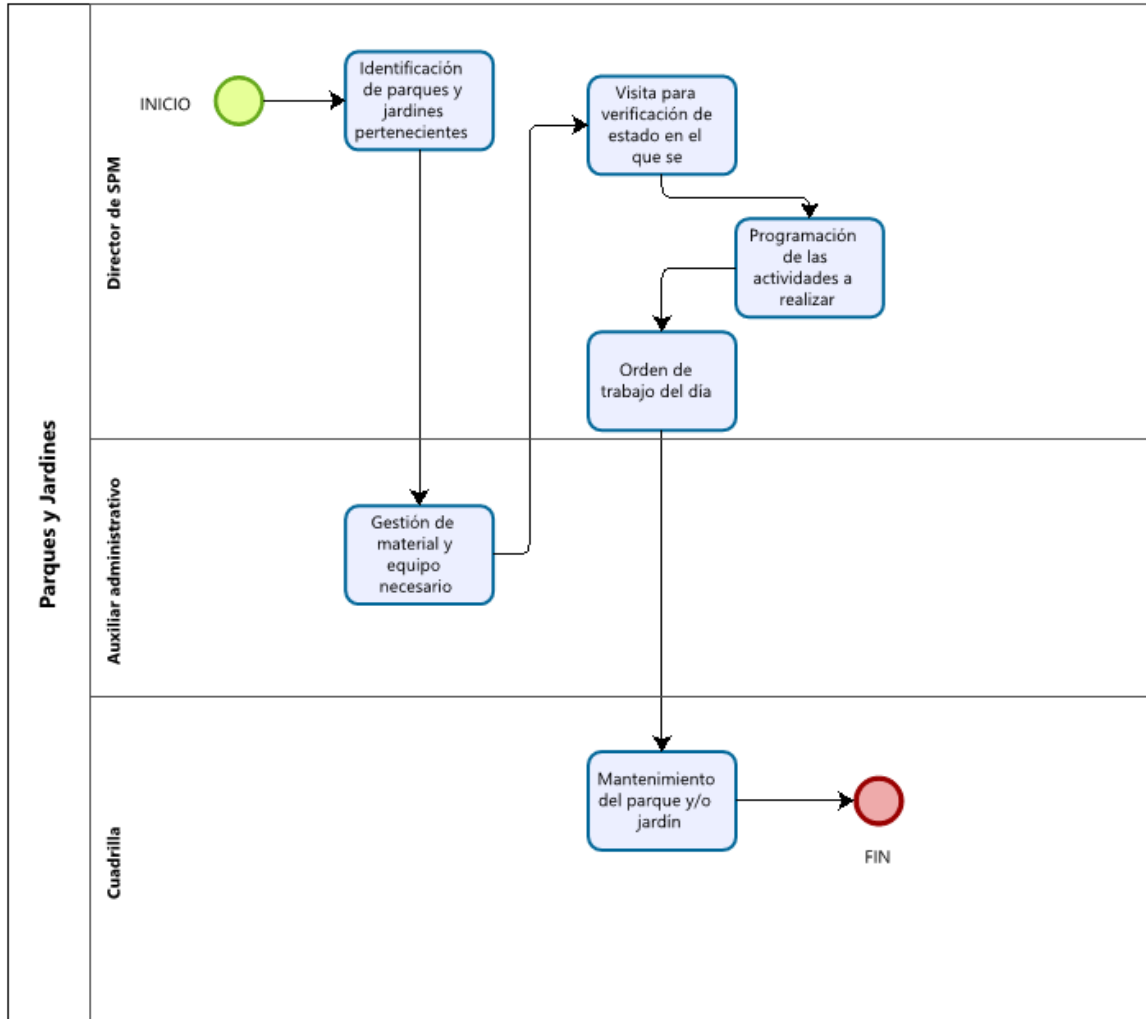 Parques y Jardines
Director de SPM
INICIO
Identificación
de parques y
jardines
pertenecientes
Visita para
verificación de
estado en el
que se
Programación
de las
actividades a
realizar
Orden de
trabajo del día
Auxiliar administrativo
Gestión de
material y
equipo
necesario
Cuadrilla
Mantenimiento
del parque y/o
jardín
FIN